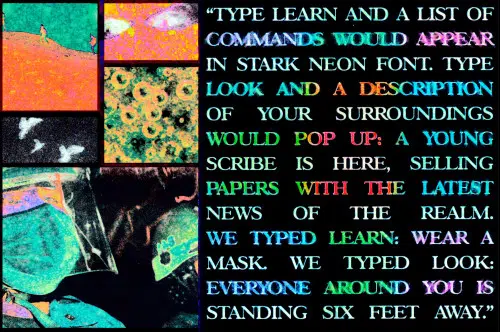 “TYPE LEARN AND A LIST OF
COMMANDS WOULD APPEAR
IN STARK NEON FONT. TYPE
LOOK AND A DESCRIPTION
OF YOUR SURROUNDINGS
WOULD POP UP: A YOUNG
SCRIBE IS HERE, SELLING
PAPERS WITH THE LATEST
NEWS OF THE REALM.
WE TYPED LEARN: WEAR A
MASK. WE TYPED LOOK:
EVERYONE AROUND YOU IS
STANDING SIX FEET AWAY.”